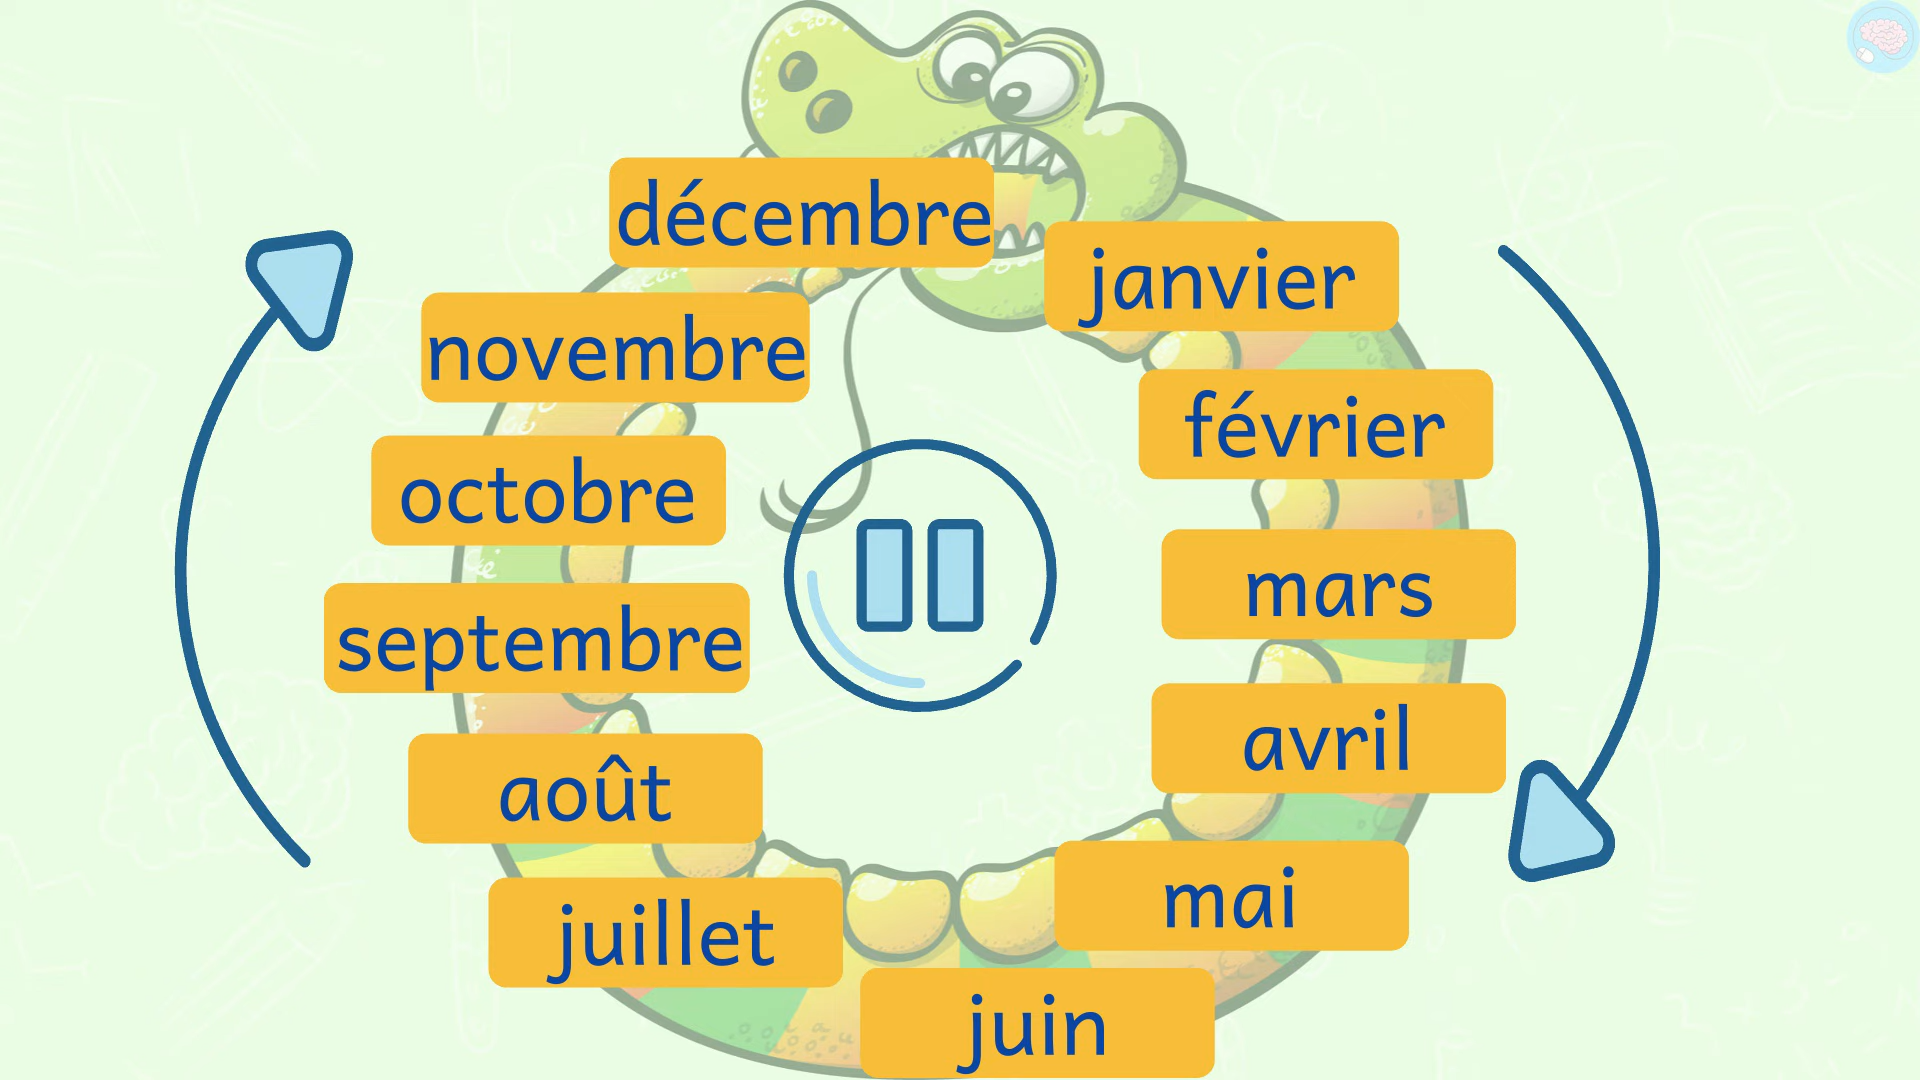 janvier
février
mars
avril
mai
juin
juillet
août
septembre
octobre
novembre
décembre